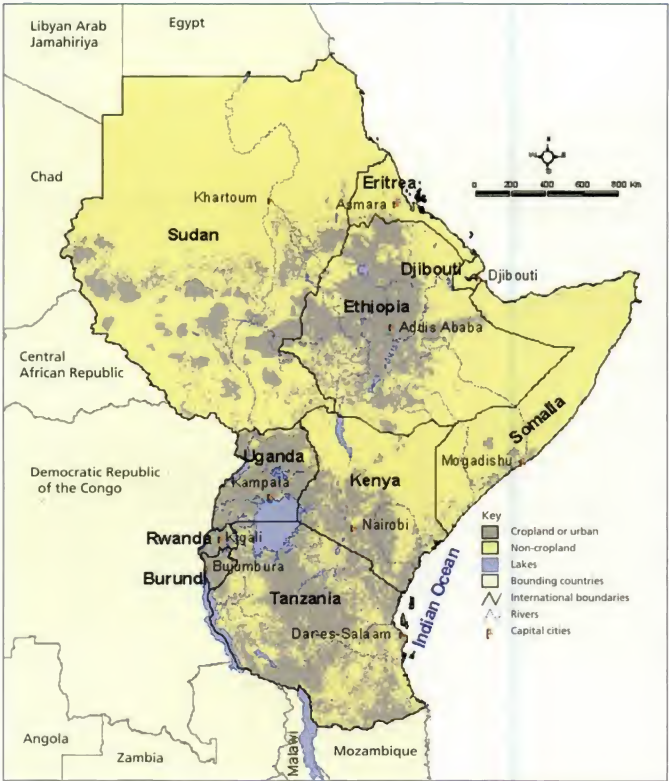 Libyan Arab
Jamahiriya
Egypt
Chad
Khartoum
Sudan
Eritrea
Asmara
0 200 400 600 800 Km
Djibouti
Djibouti
Ethiopia
Addis Ababa
Central
African Republic
Somalia
Mogadishu
Democratic Republic
of the Congo
Uganda
Kampala
Kenya
Nairobi
Rwanda
Kigali
Burundi
Bujumbura
Tanzania
Dar-es-Salaam
Indian Ocean
Key
Cropland or urban
Non-cropland
Lakes
Bounding countries
International boundaries
Rivers
Capital cities
Angola
Zambia
Malawi
Mozambique